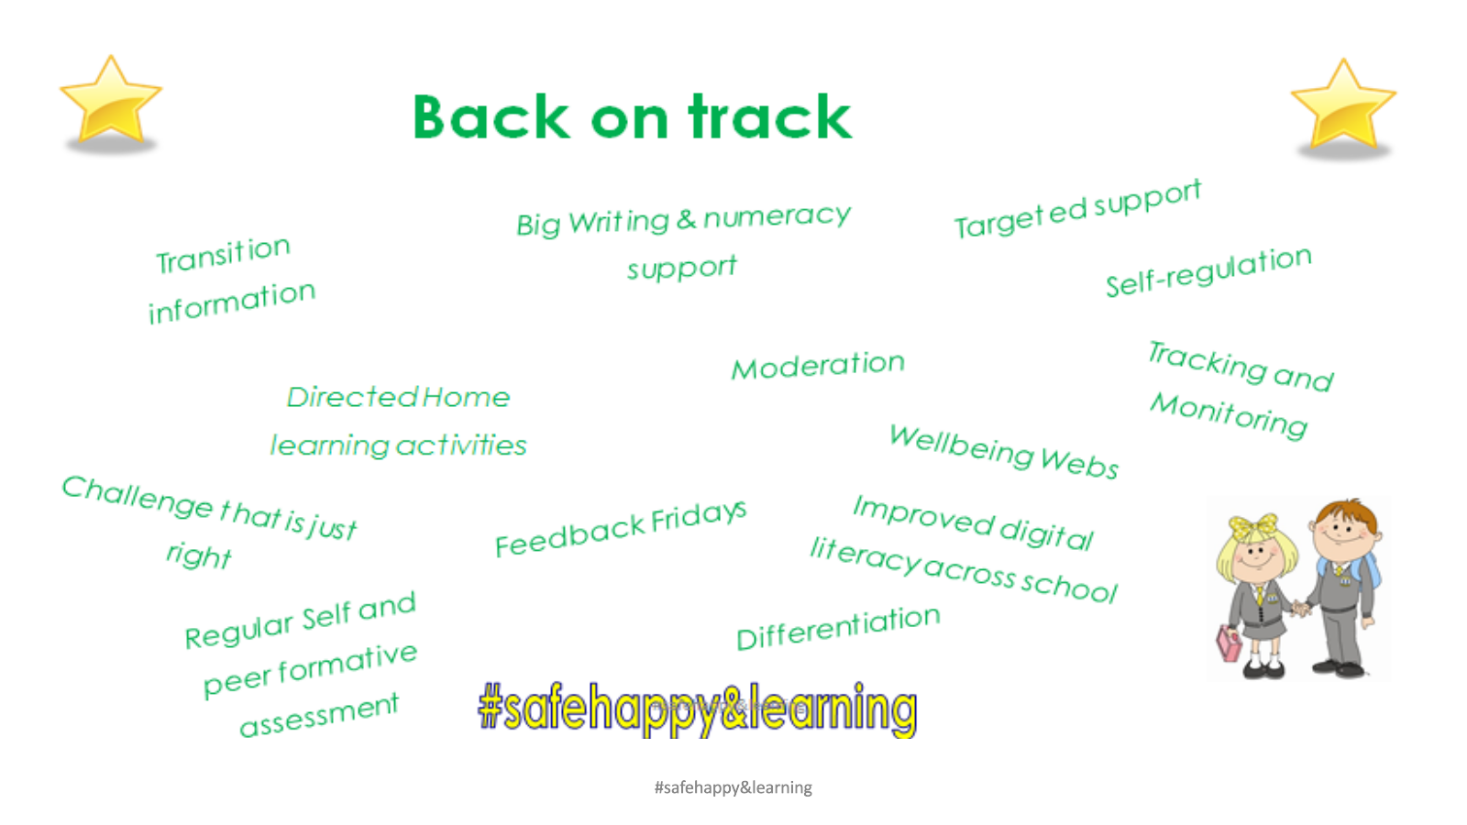 Back on track
Transition
information
Big Writing & numeracy
support
Targeted support
Self-regulation
Directed Home
learning activities
Moderation
Tracking and
Monitoring
Wellbeing Webs
Challenge that is just
right
Feedback Fridays
Improved digital
literacy across school
Regular Self and
peer formative
assessment
Differentiation
#safehappy&learning
#safehappy&learning